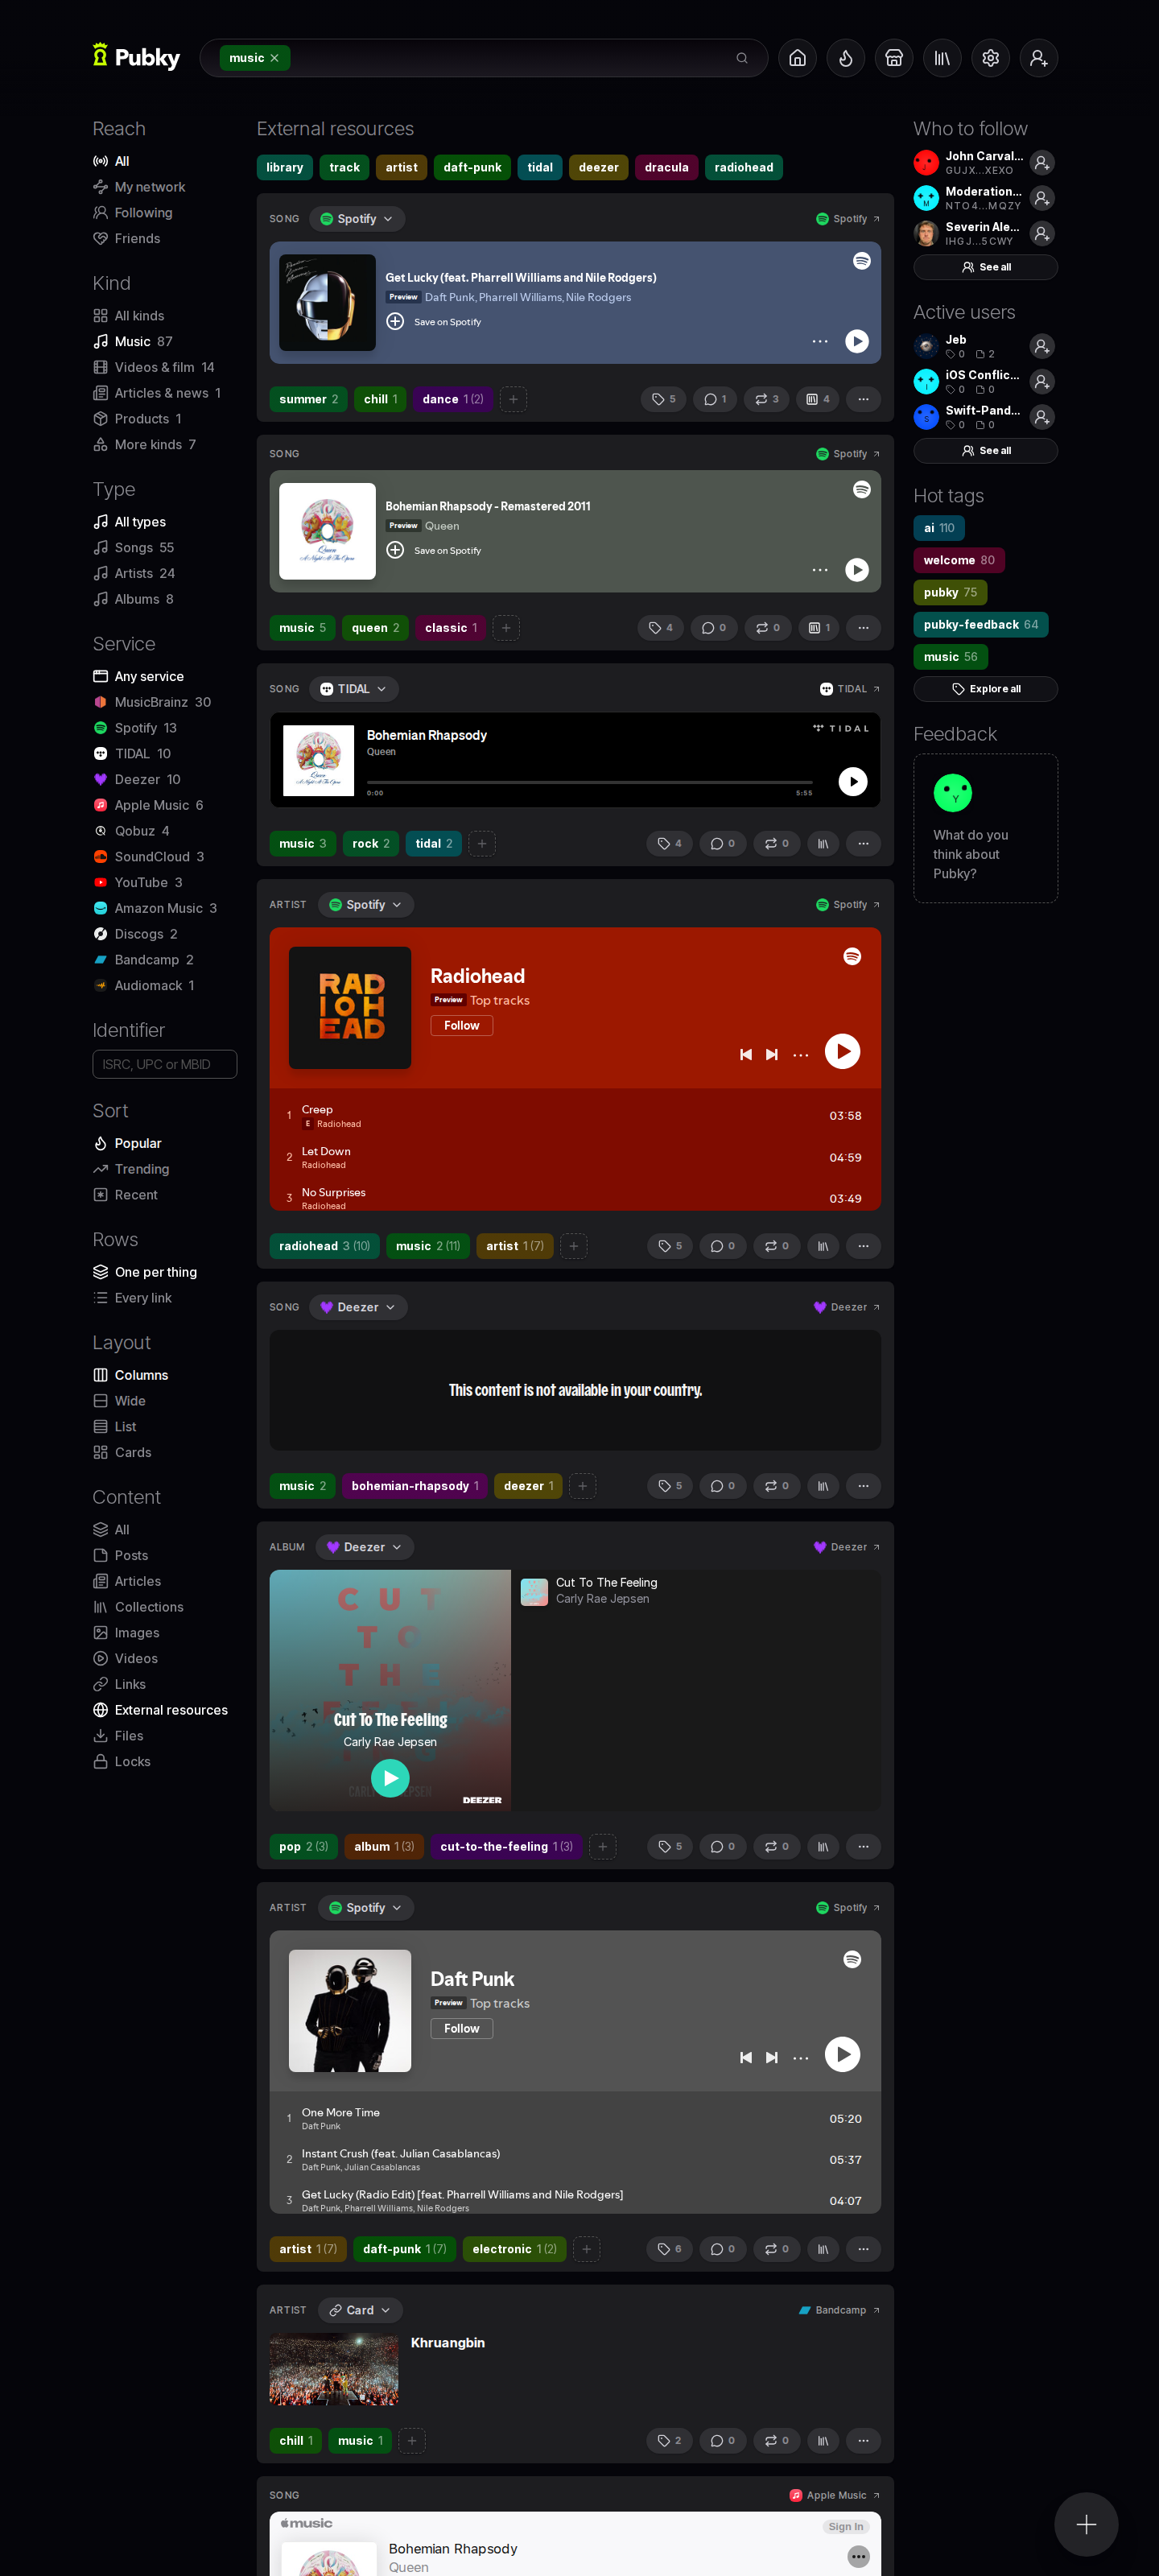 Pubky
music
Reach
All
My network
Following
Friends
Kind
All kinds
Music 87
Videos & film 14
Articles & news 1
Products 1
More kinds 7
Type
All types
Songs 55
Artists 24
Albums 8
Service
Any service
MusicBrainz 30
Spotify 13
TIDAL 10
Deezer 10
Apple Music 6
Qobuz 4
SoundCloud 3
YouTube 3
Amazon Music 3
Discogs 2
Bandcamp 2
Audiomack 1
Identifier
ISRC, UPC or MBID
Sort
Popular
Trending
Recent
Rows
One per thing
Every link
Layout
Columns
Wide
List
Cards
Content
All
Posts
Articles
Collections
Images
Videos
Links
External resources
Files
Locks
External resources
library track artist daft-punk tidal deezer dracula radiohead
SONG Spotify Spotify
Get Lucky (feat. Pharrell Williams and Nile Rodgers)
Preview Daft Punk, Pharrell Williams, Nile Rodgers
Save on Spotify
summer 2 chill 1 dance 1 (2) 5 1 3 4
SONG Spotify
Queen
A Night At The Opera
Bohemian Rhapsody - Remastered 2011
Preview Queen
Save on Spotify
music 5 queen 2 classic 1 4 0 0 1
SONG TIDAL TIDAL
Bohemian Rhapsody TIDAL
Queen
0:00 5:55
music 3 rock 2 tidal 2 4 0 0
ARTIST Spotify Spotify
RAD
IOH
EAD
Radiohead
Preview Top tracks
Follow
1 Creep 03:58
E Radiohead
2 Let Down 04:59
Radiohead
3 No Surprises 03:49
Radiohead
radiohead 3 (10) music 2 (11) artist 1 (7) 5 0 0
SONG Deezer Deezer
This content is not available in your country.
music 2 bohemian-rhapsody 1 deezer 1 5 0 0
ALBUM Deezer Deezer
CUT
TO
THE
Cut To The Feeling
Carly Rae Jepsen
DEEZER
Cut To The Feeling
Carly Rae Jepsen
pop 2 (3) album 1 (3) cut-to-the-feeling 1 (3) 5 0 0
ARTIST Spotify Spotify
Daft Punk
Preview Top tracks
Follow
1 One More Time 05:20
Daft Punk
2 Instant Crush (feat. Julian Casablancas) 05:37
Daft Punk, Julian Casablancas
3 Get Lucky (Radio Edit) [feat. Pharrell Williams and Nile Rodgers] 04:07
Daft Punk, Pharrell Williams, Nile Rodgers
artist 1 (7) daft-punk 1 (7) electronic 1 (2) 6 0 0
ARTIST Card Bandcamp
Khruangbin
chill 1 music 1 2 0 0
SONG Apple Music
Music Sign In
Bohemian Rhapsody
Queen
Who to follow
John Carval...
GUJX...XEXO
Moderation...
NTO4...MQZY
Severin Ale...
IHGJ...5CWY
See all
Active users
Jeb
0 2
iOS Conflic...
0 0
Swift-Pand...
0 0
See all
Hot tags
ai 110
welcome 80
pubky 75
pubky-feedback 64
music 56
Explore all
Feedback
Y
What do you
think about
Pubky?